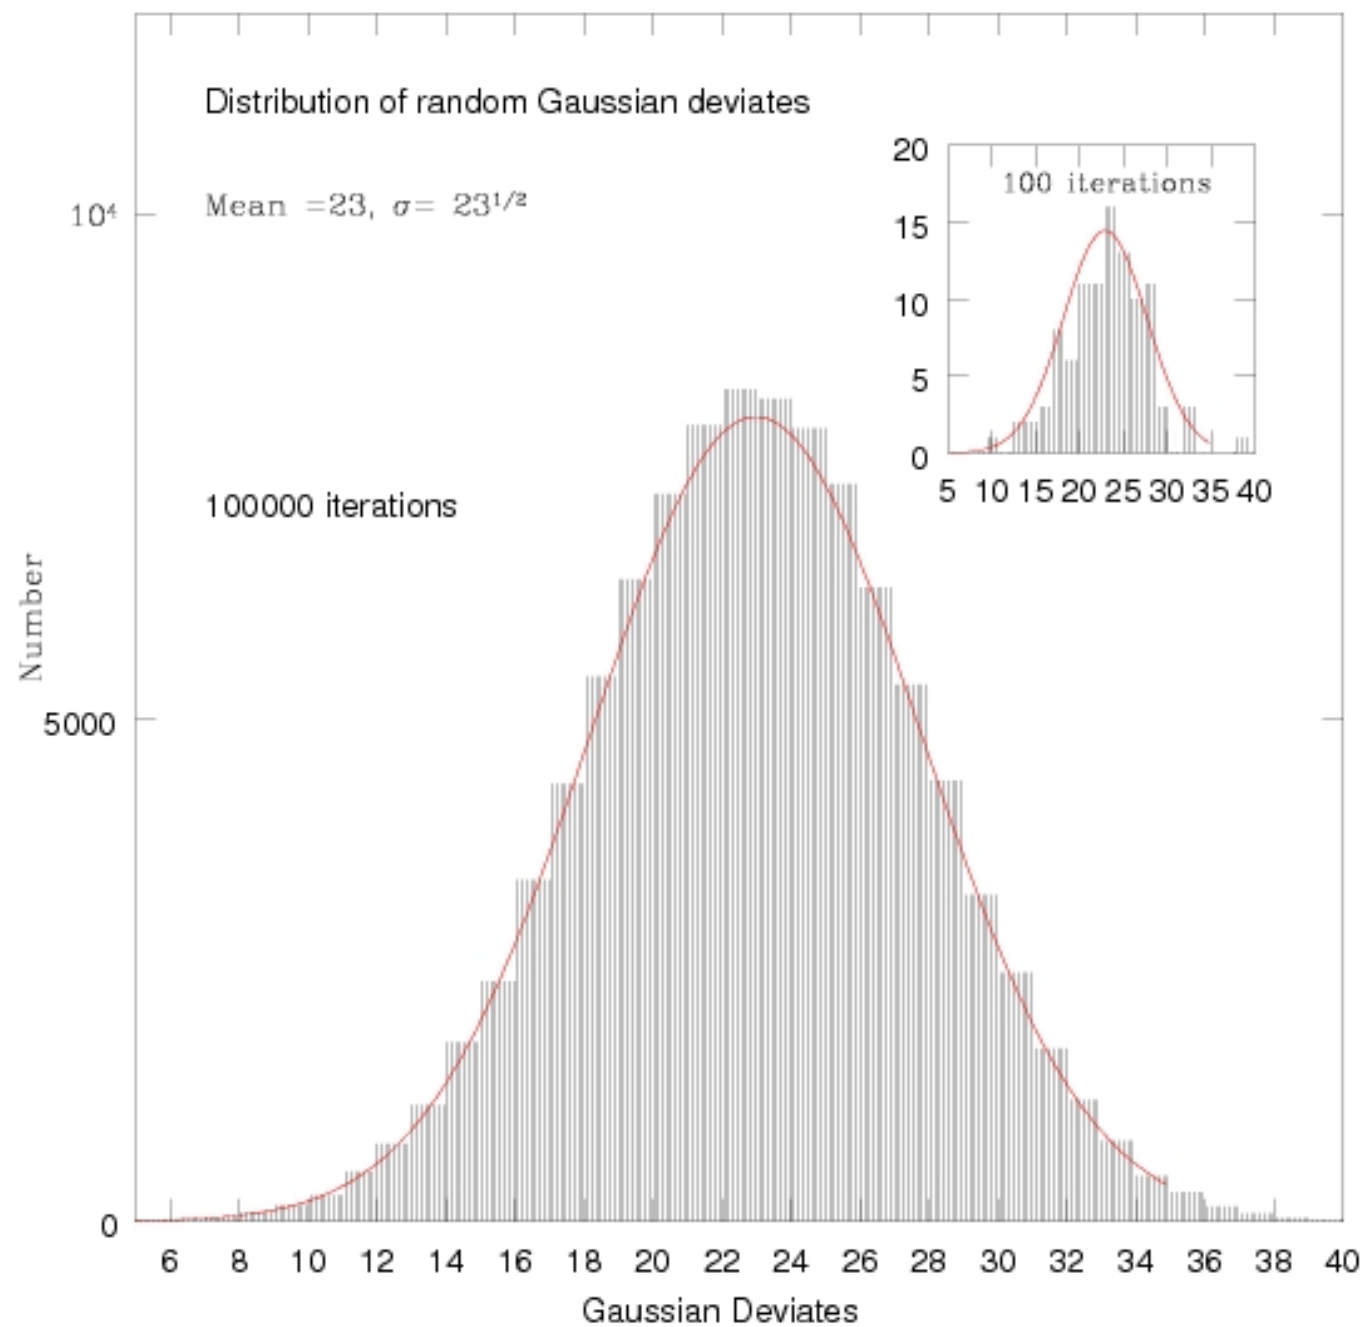 Distribution of random Gaussian deviates
Mean =23, σ= 23¹/²
100000 iterations
10⁴
5000
0
Number
6 8 10 12 14 16 18 20 22 24 26 28 30 32 34 36 38 40
Gaussian Deviates
100 iterations
20
15
10
5
0
5 10 15 20 25 30 35 40